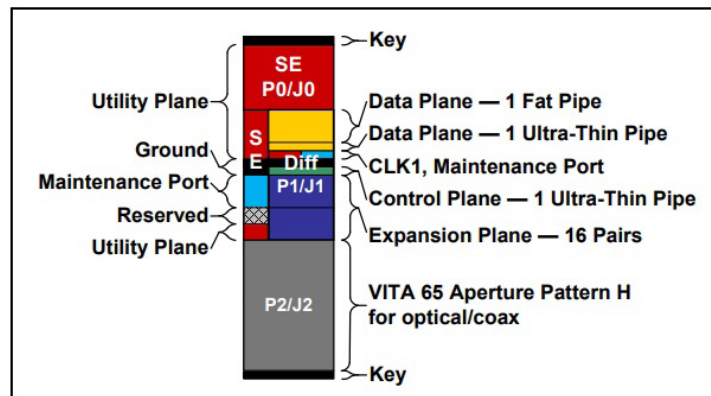 Key
SE
P0/J0
Utility Plane
Data Plane — 1 Fat Pipe
Data Plane — 1 Ultra-Thin Pipe
S
E
Ground
Diff
CLK1, Maintenance Port
Maintenance Port
P1/J1
Control Plane — 1 Ultra-Thin Pipe
Reserved
Expansion Plane — 16 Pairs
Utility Plane
P2/J2
VITA 65 Aperture Pattern H
for optical/coax
Key